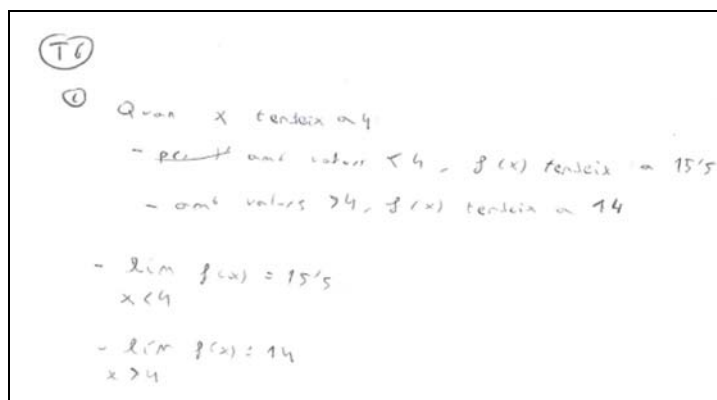 T6
c Quan x tendeix a 4
- amb valors < 4, f(x) tendeix a 15'5
- amb valors >4, f(x) tendeix a 14
- lim f(x) = 15'5
x < 4
- lim f(x) = 14
x > 4